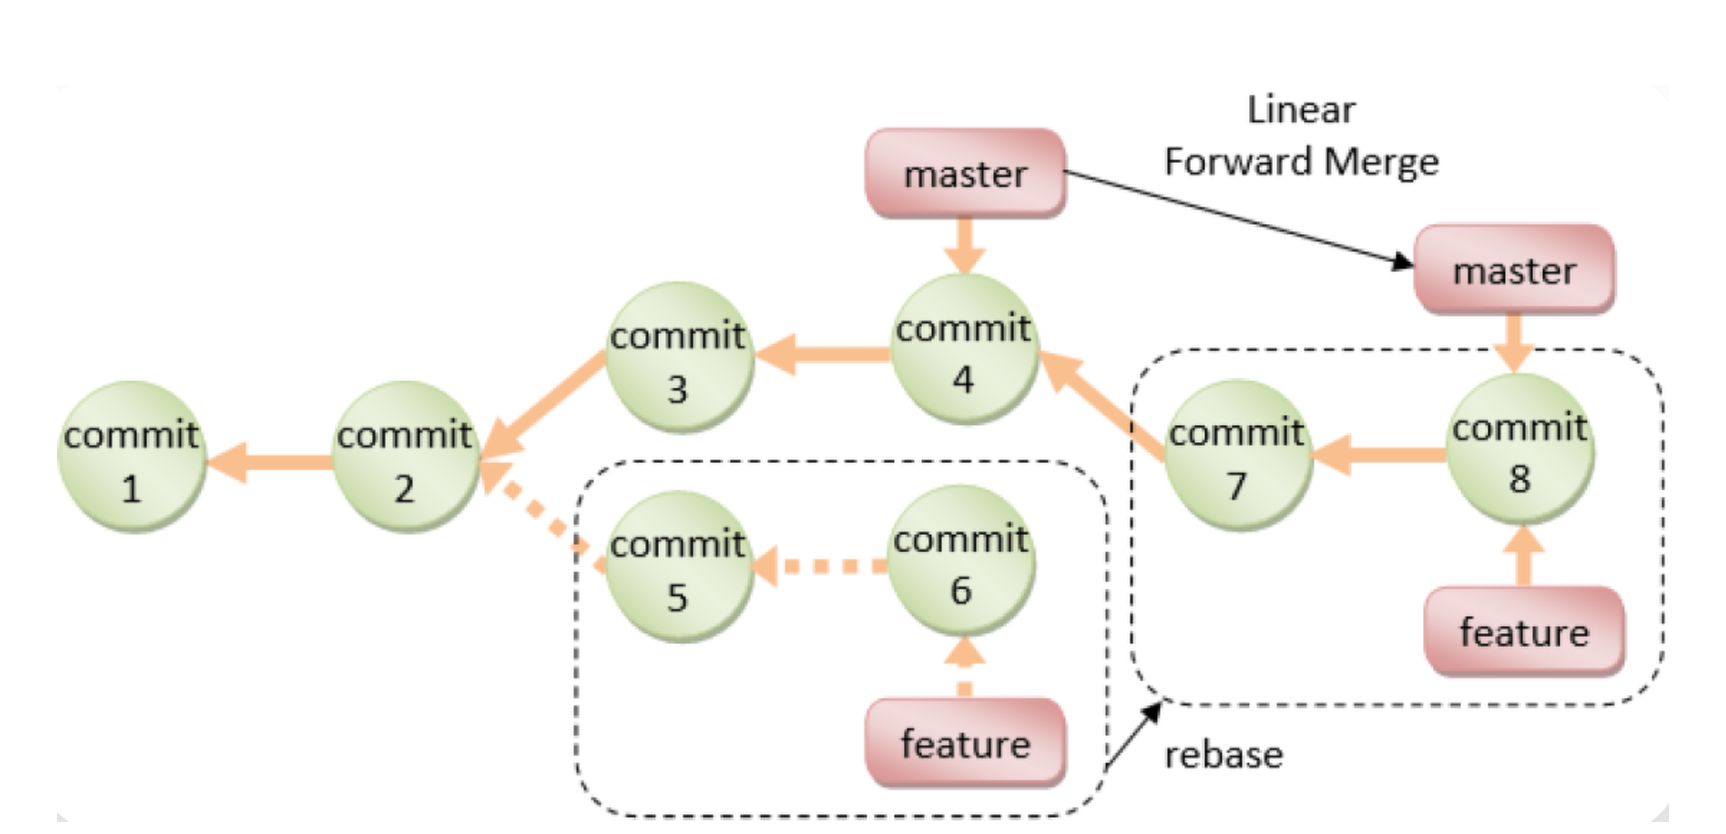 Linear
Forward Merge
master
master
commit
3
commit
4
commit
1
commit
2
commit
7
commit
8
commit
5
commit
6
feature
feature
rebase